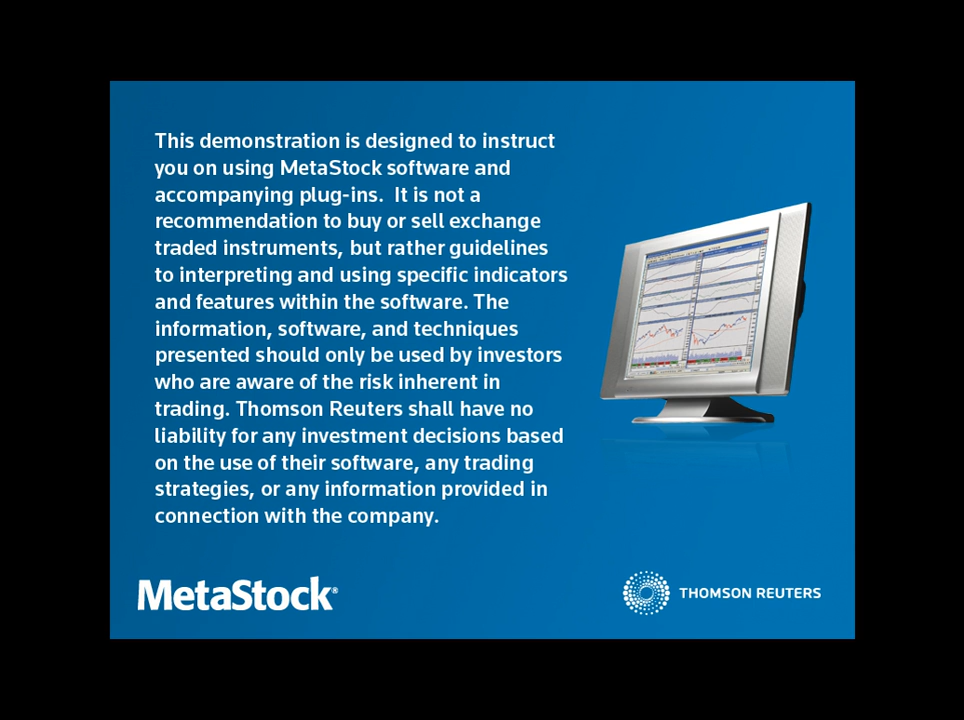 This demonstration is designed to instruct
you on using MetaStock software and
accompanying plug-ins.  It is not a
recommendation to buy or sell exchange
traded instruments, but rather guidelines
to interpreting and using specific indicators
and features within the software. The
information, software, and techniques
presented should only be used by investors
who are aware of the risk inherent in
trading. Thomson Reuters shall have no
liability for any investment decisions based
on the use of their software, any trading
strategies, or any information provided in
connection with the company.
MetaStock®
THOMSON REUTERS